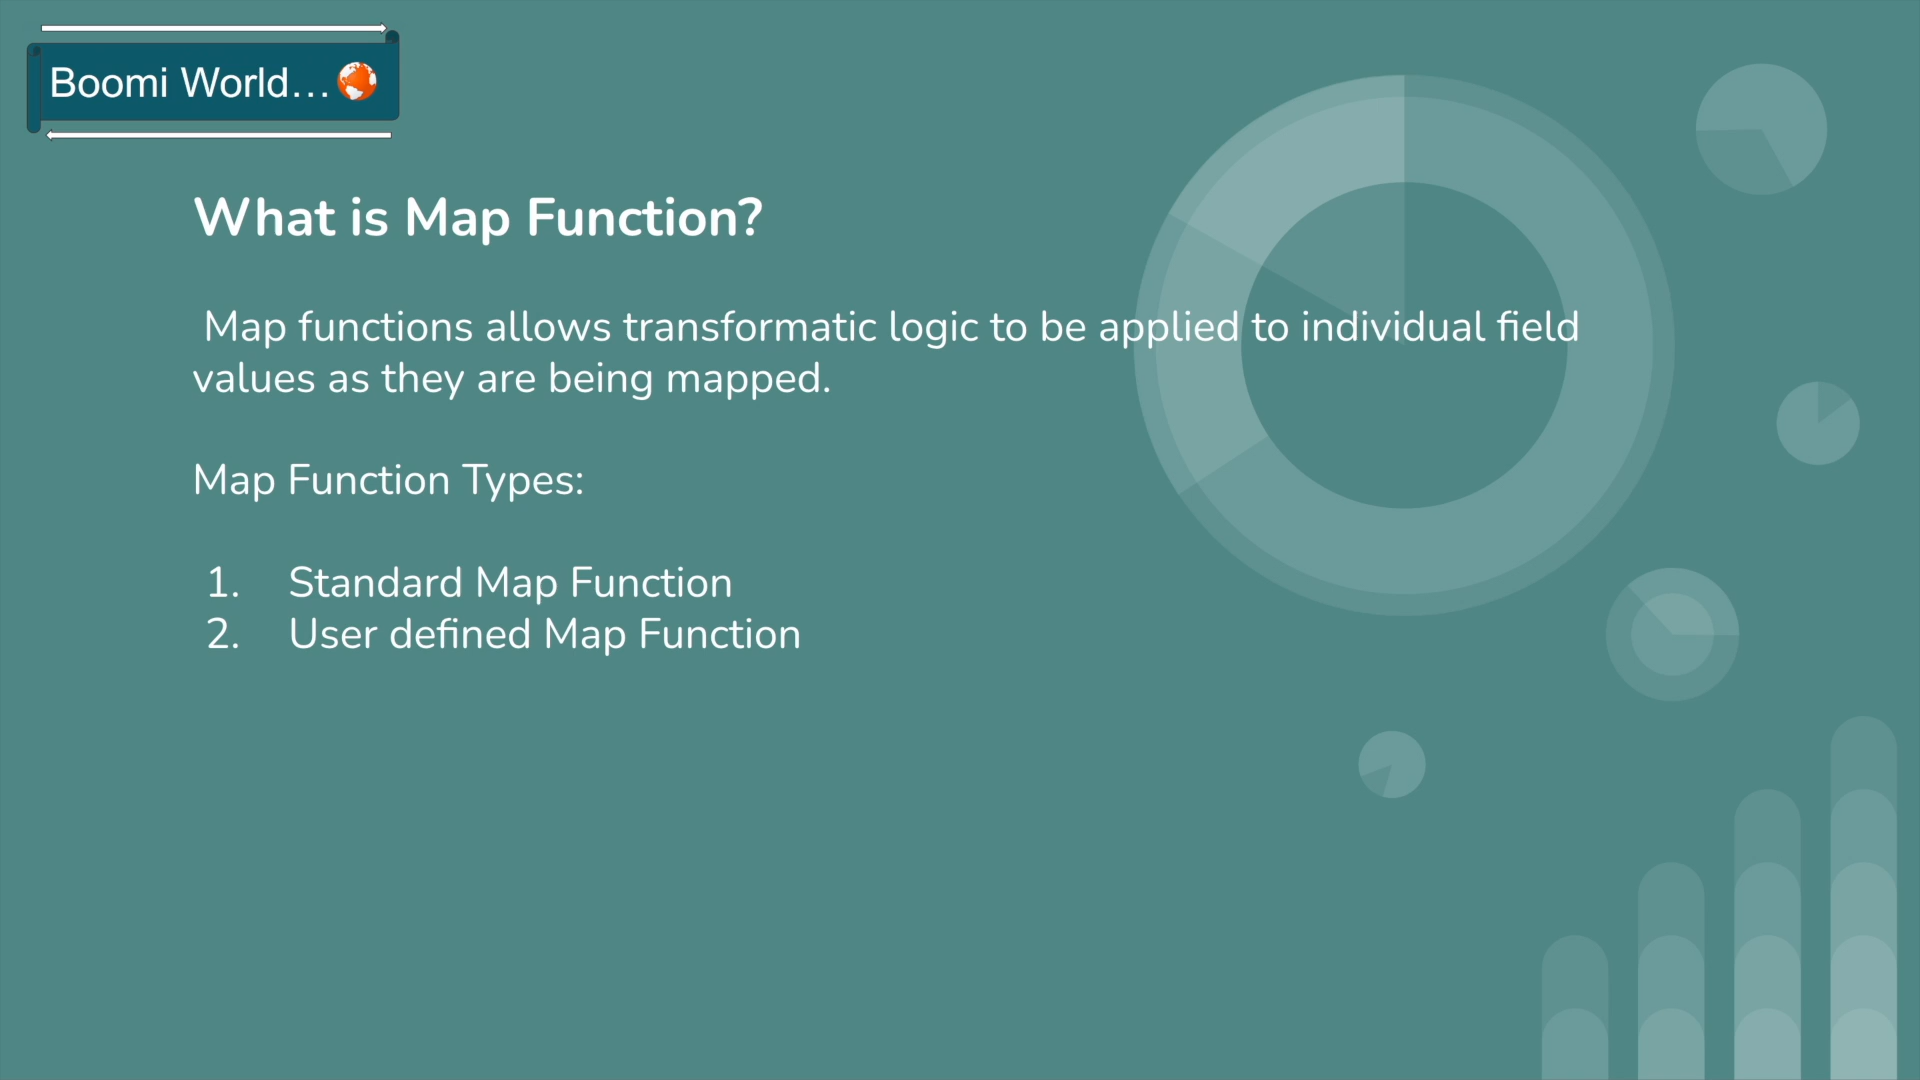 Boomi World...
What is Map Function?
Map functions allows transformatic logic to be applied to individual field
values as they are being mapped.
Map Function Types:
1. Standard Map Function
2. User defined Map Function